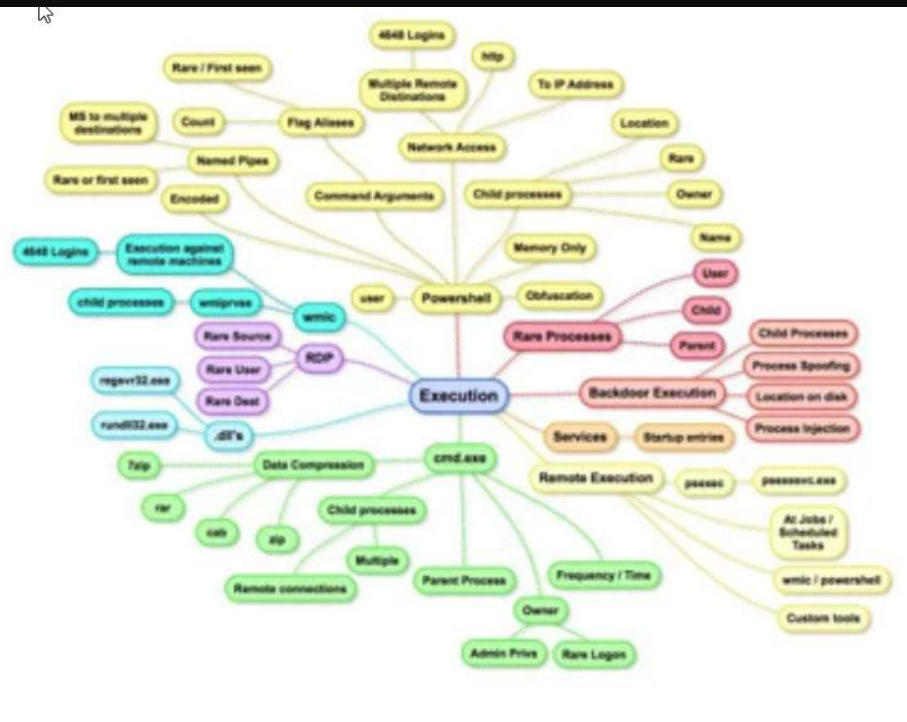 4648 Logins
http
Rare / First seen
Multiple Remote
Distinations
To IP Address
MS to multiple
destinations
Count
Flag Aliases
Location
Network Access
Named Pipes
Rare
Rare or first seen
Encoded
Command Arguments
Child processes
Owner
Name
4648 Logins
Execution against
remote machines
Memory Only
User
child processes
wmiprvse
wmic
user
Powershell
Obfuscation
Child
Rare Source
Rare Processes
Parent
Child Processes
RDP
Rare User
Process Spoofing
regsvr32.exe
Rare Dest
Execution
Backdoor Execution
Location on disk
rundll32.exe
.dll's
Services
Startup entries
Process Injection
7zip
Data Compression
cmd.exe
Remote Execution
psexec
psexesvc.exe
rar
cab
zip
Child processes
At Jobs /
Scheduled
Tasks
Multiple
Remote connections
Parent Process
Frequency / Time
wmic / powershell
Owner
Custom tools
Admin Privs
Rare Logon